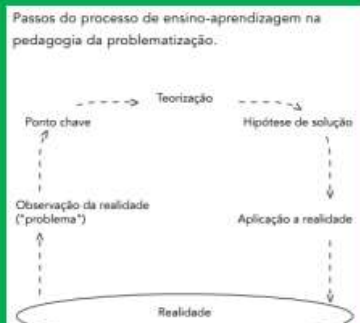 Passos do processo de ensino-aprendizagem na
pedagogia da problematização.
Teorização
Ponto chave
Hipótese de solução
Observação da realidade
("problema")
Aplicação a realidade
Realidade